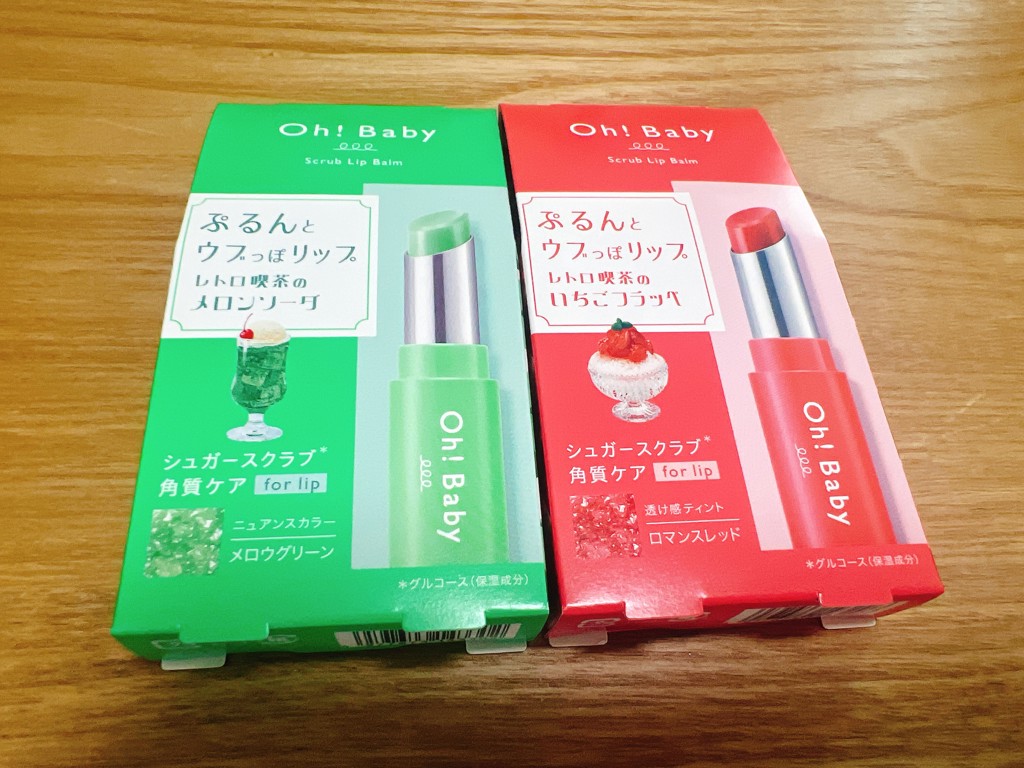 Oh! Baby
Scrub Lip Balm
ぷるんと
ウブっぽリップ。
レトロ喫茶の
メロンソーダ
シュガースクラブ*
角質ケア for lip
ニュアンスカラー
メロウグリーン
*グルコース(保湿成分)
Oh! Baby
Oh! Baby
Scrub Lip Balm
ぷるんと
ウブっぽリップ。
レトロ喫茶の
いちごフラッペ
シュガースクラブ*
角質ケア for lip
透け感ティント
ロマンスレッド
*グルコース(保湿成分)
Oh! Baby